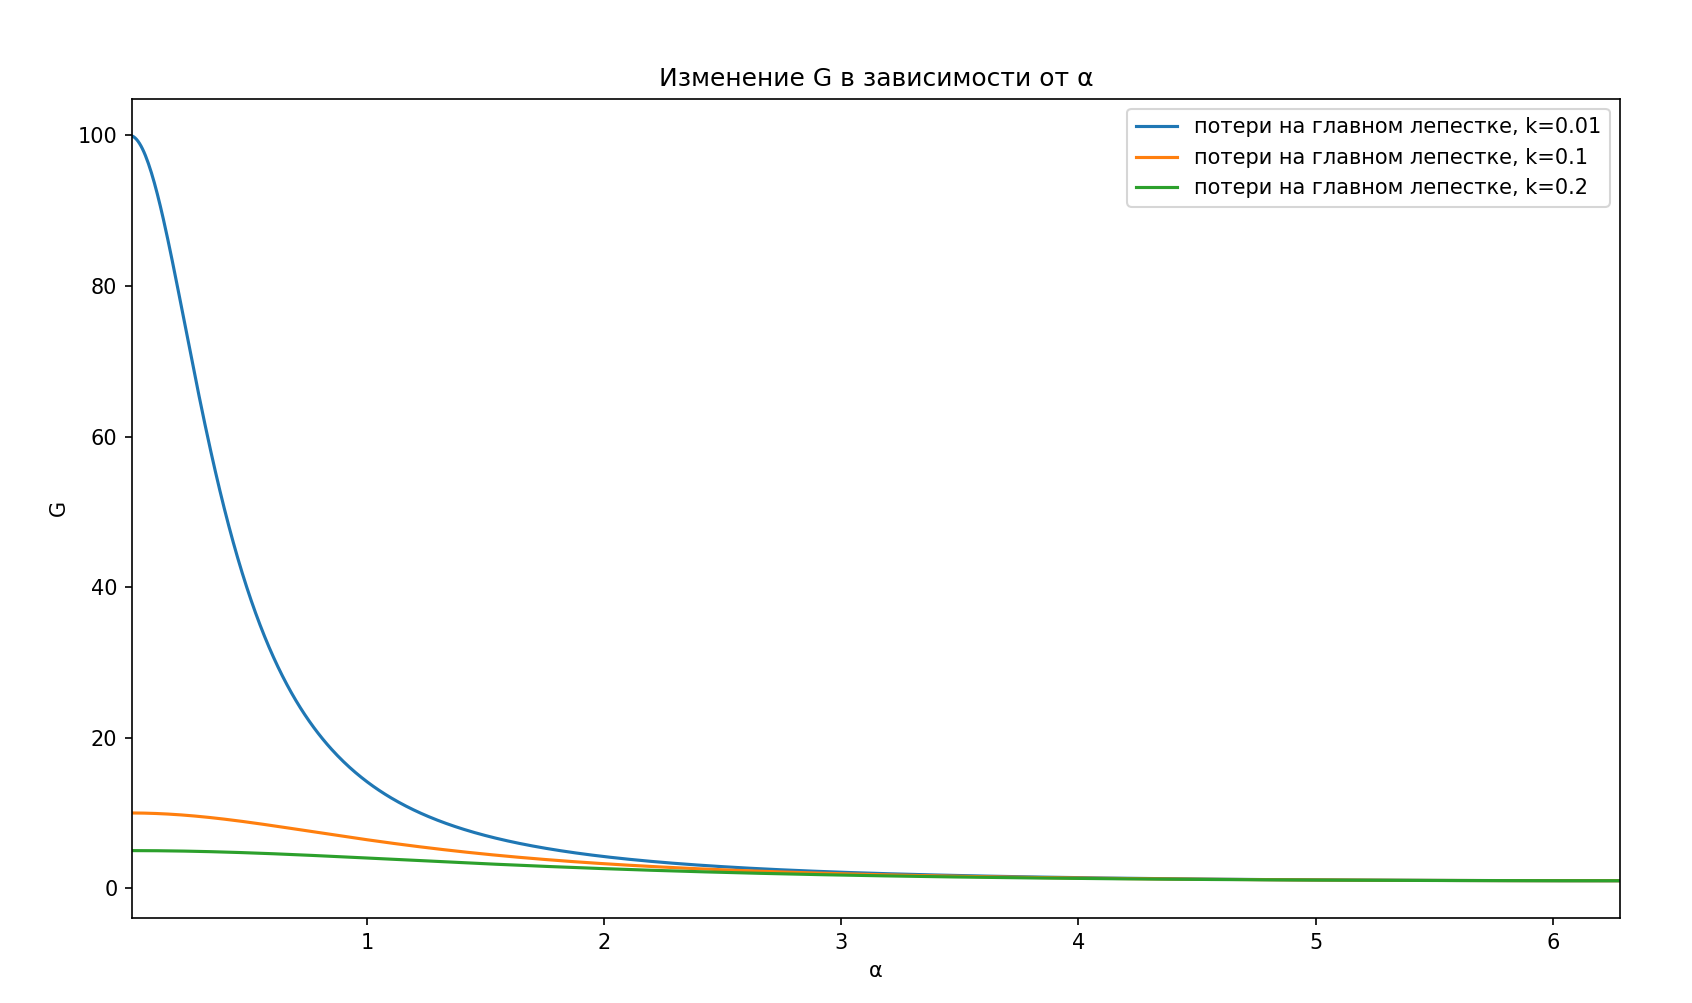 Изменение G в зависимости от α
потери на главном лепестке, k=0.01
потери на главном лепестке, k=0.1
потери на главном лепестке, k=0.2
100
80
60
40
20
0
G
1 2 3 4 5 6
α